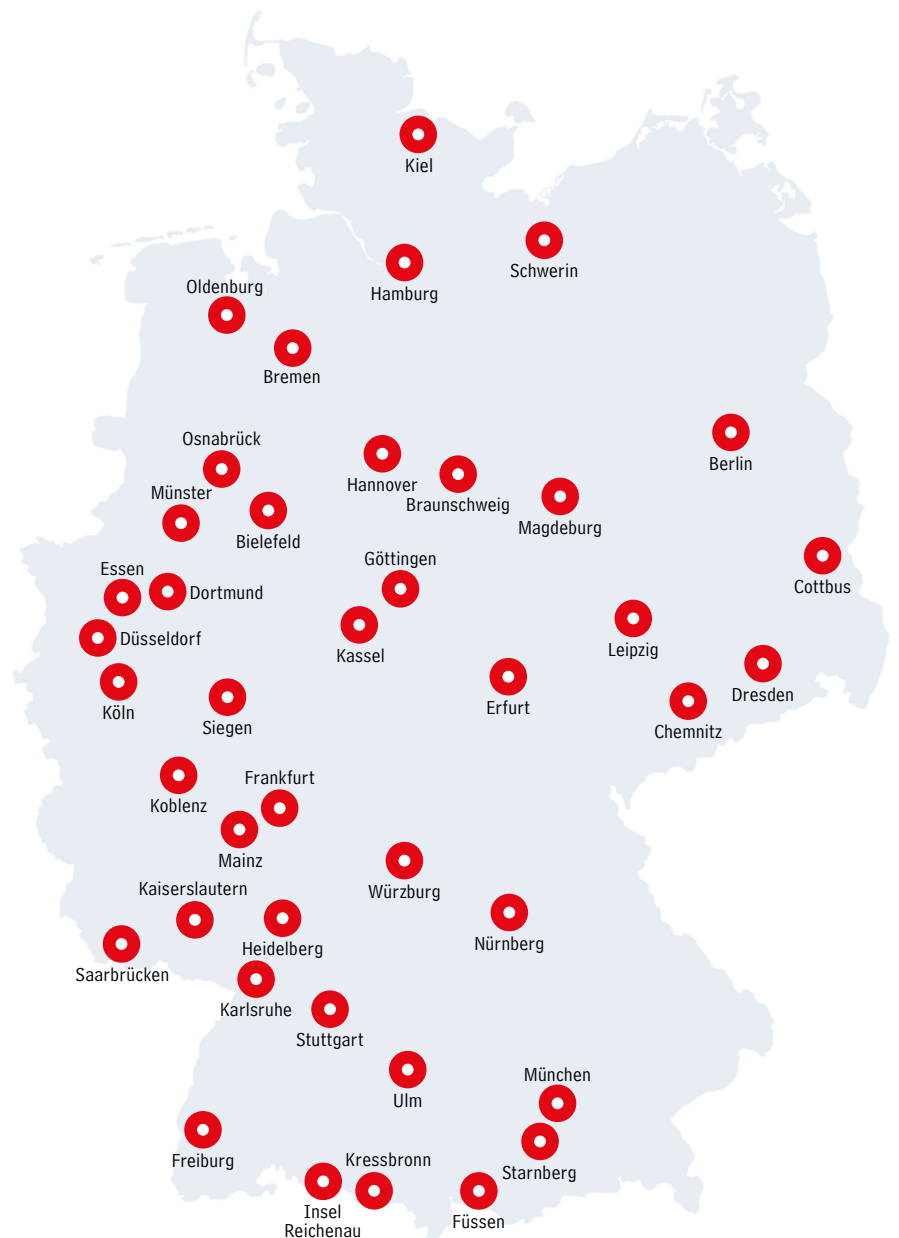 Kiel
Schwerin
Hamburg
Oldenburg
Bremen
Osnabrück
Berlin
Hannover
Münster
Braunschweig
Magdeburg
Bielefeld
Göttingen
Essen
Cottbus
Dortmund
Düsseldorf
Leipzig
Kassel
Dresden
Erfurt
Köln
Siegen
Chemnitz
Frankfurt
Koblenz
Mainz
Kaiserslautern
Würzburg
Nürnberg
Heidelberg
Saarbrücken
Karlsruhe
Stuttgart
München
Ulm
Kressbronn
Freiburg
Starnberg
Insel
Reichenau
Füssen